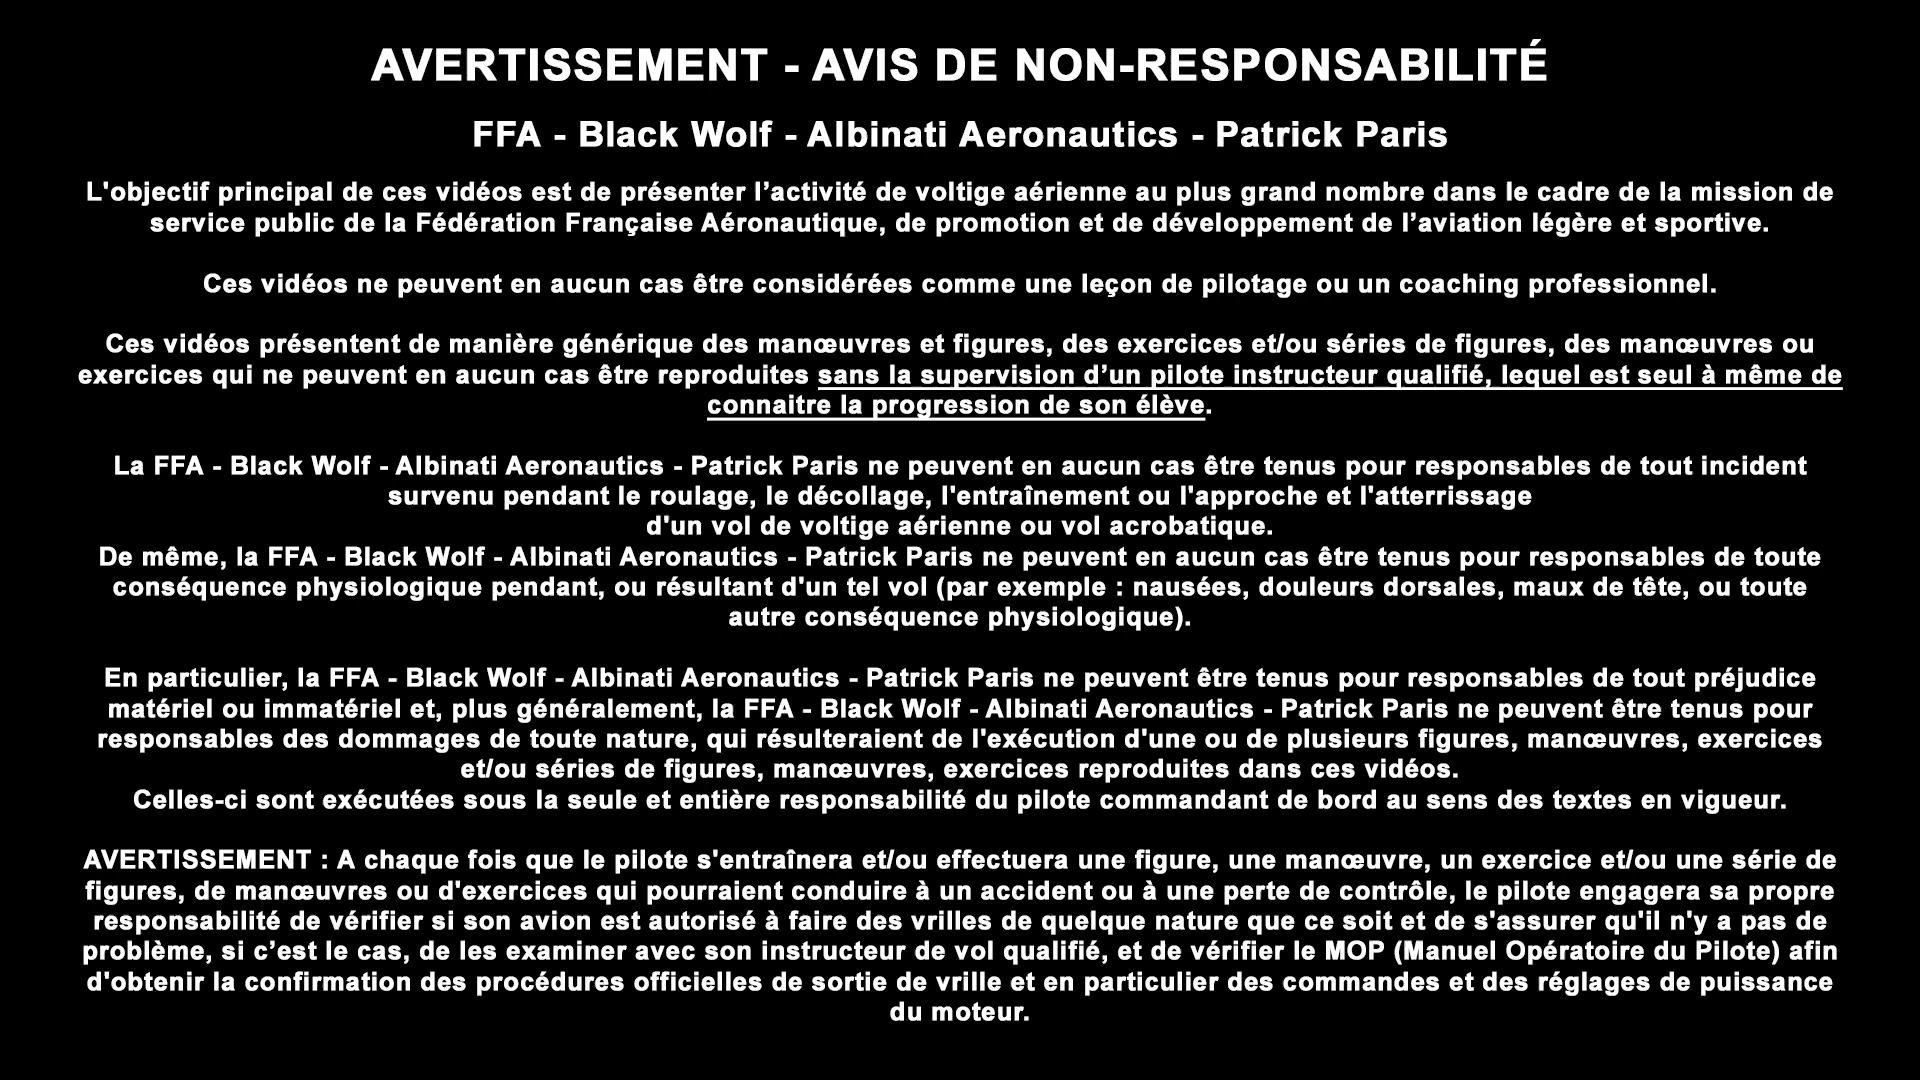 AVERTISSEMENT - AVIS DE NON-RESPONSABILITÉ
FFA - Black Wolf - Albinati Aeronautics - Patrick Paris
L'objectif principal de ces vidéos est de présenter l’activité de voltige aérienne au plus grand nombre dans le cadre de la mission de
service public de la Fédération Française Aéronautique, de promotion et de développement de l’aviation légère et sportive.
Ces vidéos ne peuvent en aucun cas être considérées comme une leçon de pilotage ou un coaching professionnel.
Ces vidéos présentent de manière générique des manœuvres et figures, des exercices et/ou séries de figures, des manœuvres ou
exercices qui ne peuvent en aucun cas être reproduites sans la supervision d’un pilote instructeur qualifié, lequel est seul à même de
connaitre la progression de son élève.
La FFA - Black Wolf - Albinati Aeronautics - Patrick Paris ne peuvent en aucun cas être tenus pour responsables de tout incident
survenu pendant le roulage, le décollage, l'entraînement ou l'approche et l'atterrissage
d'un vol de voltige aérienne ou vol acrobatique.
De même, la FFA - Black Wolf - Albinati Aeronautics - Patrick Paris ne peuvent en aucun cas être tenus pour responsables de toute
conséquence physiologique pendant, ou résultant d'un tel vol (par exemple : nausées, douleurs dorsales, maux de tête, ou toute
autre conséquence physiologique).
En particulier, la FFA - Black Wolf - Albinati Aeronautics - Patrick Paris ne peuvent être tenus pour responsables de tout préjudice
matériel ou immatériel et, plus généralement, la FFA - Black Wolf - Albinati Aeronautics - Patrick Paris ne peuvent être tenus pour
responsables des dommages de toute nature, qui résulteraient de l'exécution d'une ou de plusieurs figures, manœuvres, exercices
et/ou séries de figures, manœuvres, exercices reproduites dans ces vidéos.
Celles-ci sont exécutées sous la seule et entière responsabilité du pilote commandant de bord au sens des textes en vigueur.
AVERTISSEMENT : A chaque fois que le pilote s'entraînera et/ou effectuera une figure, une manœuvre, un exercice et/ou une série de
figures, de manœuvres ou d'exercices qui pourraient conduire à un accident ou à une perte de contrôle, le pilote engagera sa propre
responsabilité de vérifier si son avion est autorisé à faire des vrilles de quelque nature que ce soit et de s'assurer qu'il n'y a pas de
problème, si c’est le cas, de les examiner avec son instructeur de vol qualifié, et de vérifier le MOP (Manuel Opératoire du Pilote) afin
d'obtenir la confirmation des procédures officielles de sortie de vrille et en particulier des commandes et des réglages de puissance
du moteur.